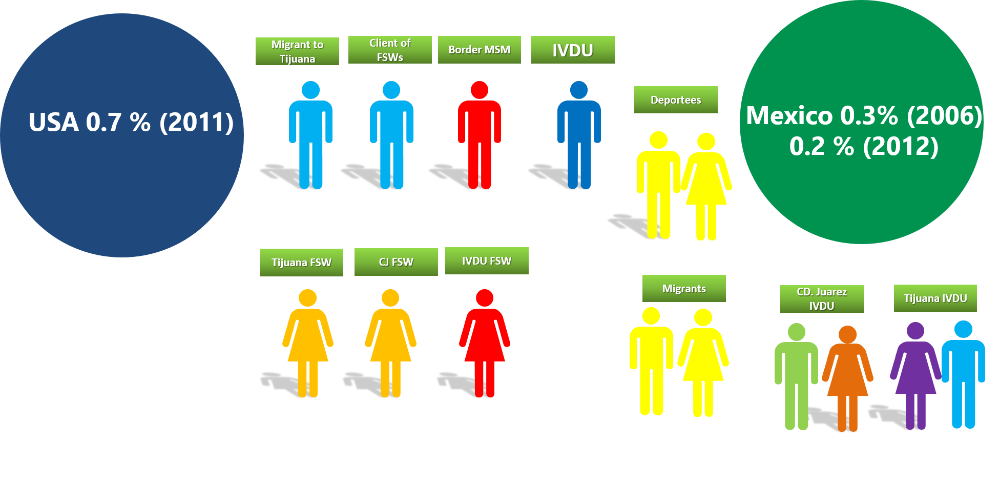 USA 0.7 % (2011)
Migrant to
Tijuana
Client of
FSWs
Border MSM
IVDU
Deportees
Mexico 0.3% (2006)
0.2 % (2012)
Tijuana FSW
CJ FSW
IVDU FSW
Migrants
CD. Juarez
IVDU
Tijuana IVDU